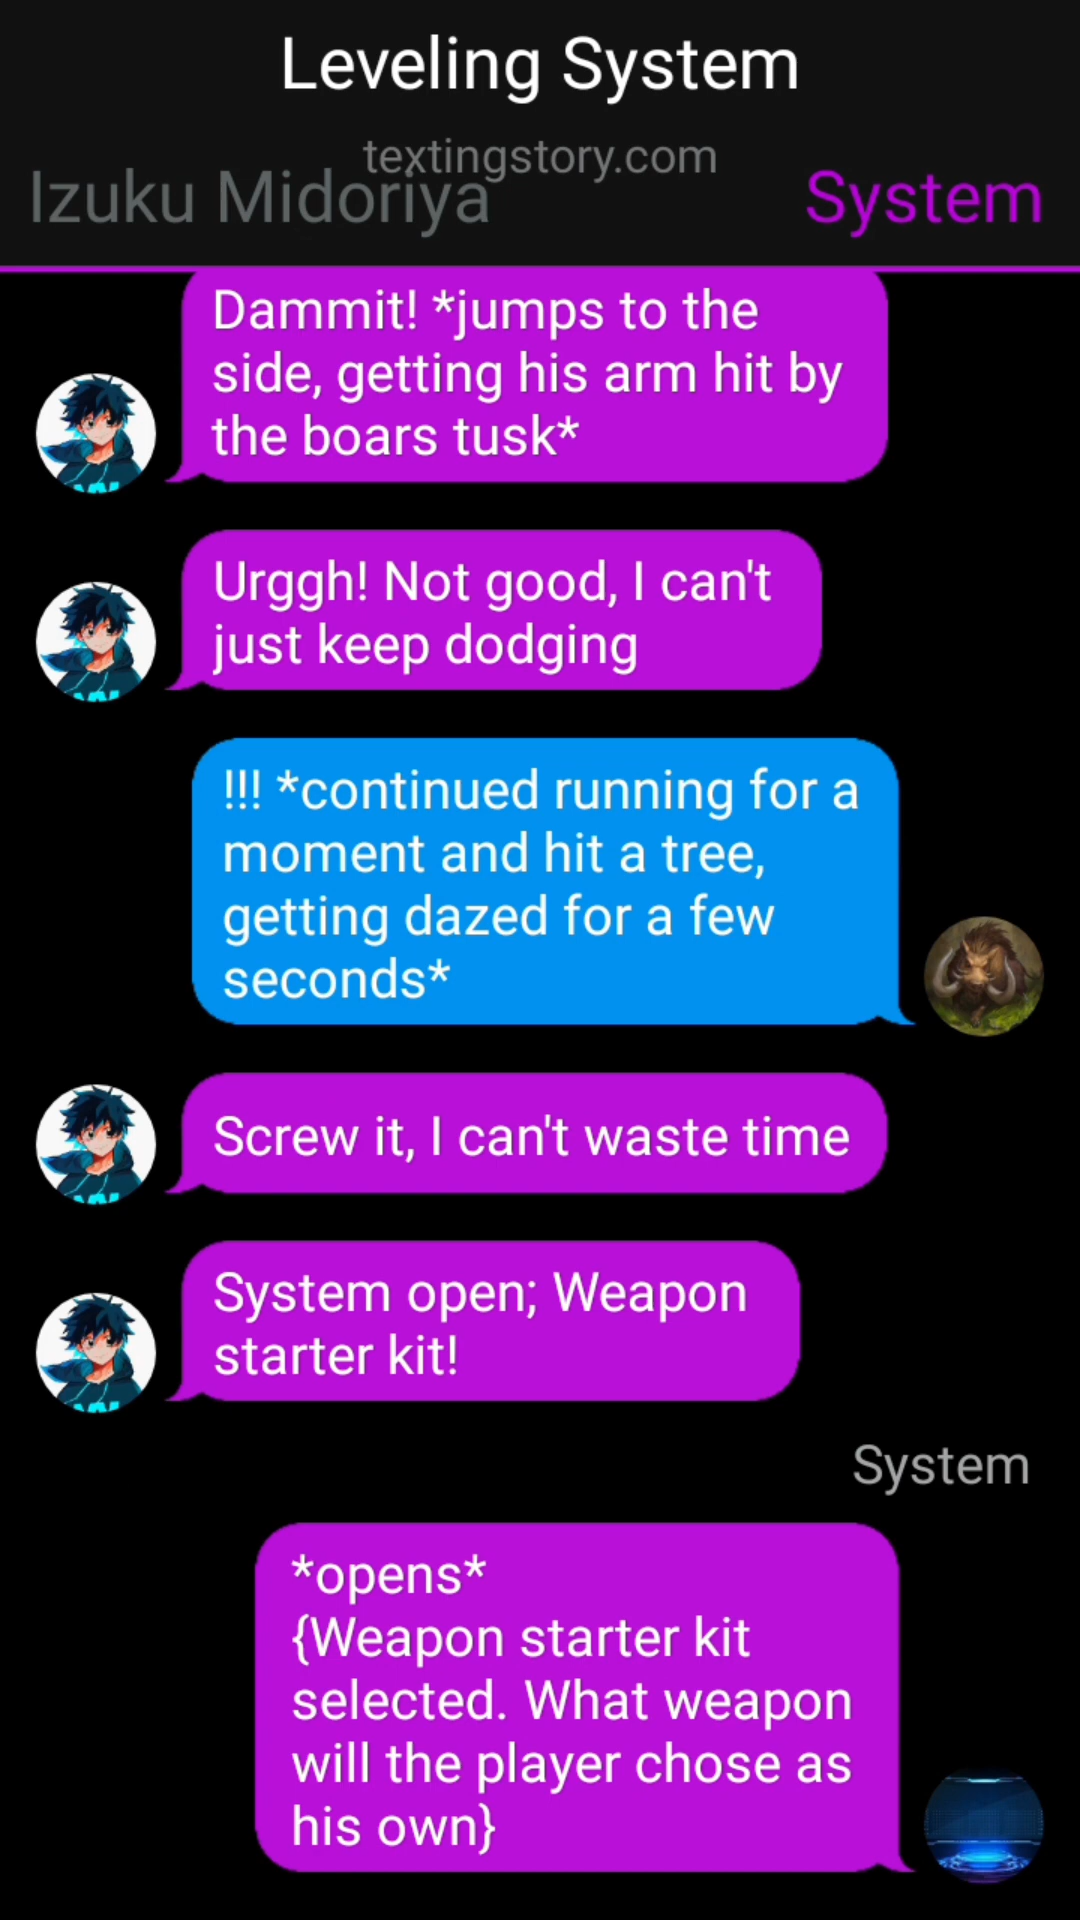 Leveling System
textingstory.com
Izuku Midoriya
System
Dammit! *jumps to the
side, getting his arm hit by
the boars tusk*
Urggh! Not good, I can't
just keep dodging
!!! *continued running for a
moment and hit a tree,
getting dazed for a few
seconds*
Screw it, I can't waste time
System open; Weapon
starter kit!
System
*opens*
{Weapon starter kit
selected. What weapon
will the player chose as
his own}